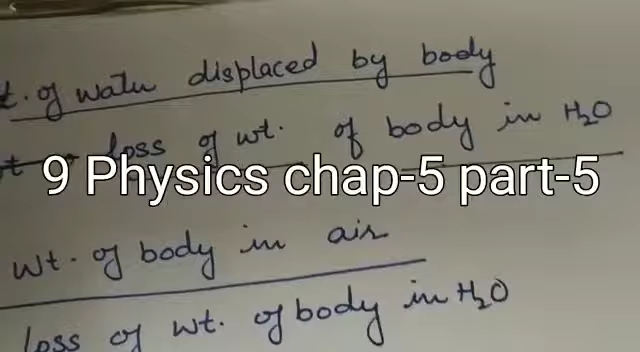 t. of water displaced by body
loss of wt. of body in H₂O
9 Physics chap-5 part-5
Wt. of body in air
loss of wt. of body in H₂O